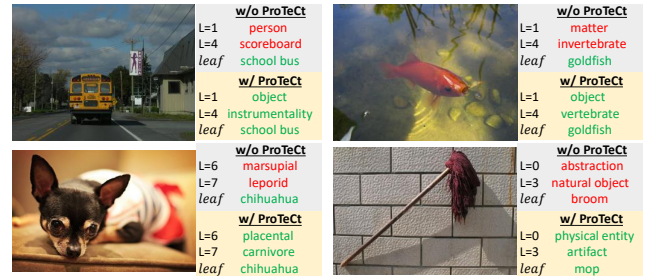 w/o ProTeCt
L=1 person
L=4 scoreboard
leaf school bus
w/ ProTeCt
L=1 object
L=4 instrumentality
leaf school bus
w/o ProTeCt
L=1 matter
L=4 invertebrate
leaf goldfish
w/ ProTeCt
L=1 object
L=4 vertebrate
leaf goldfish
w/o ProTeCt
L=6 marsupial
L=7 leporid
leaf chihuahua
w/ ProTeCt
L=6 placental
L=7 carnivore
leaf chihuahua
w/o ProTeCt
L=0 abstraction
L=3 natural object
leaf broom
w/ ProTeCt
L=0 physical entity
L=3 artifact
leaf mop